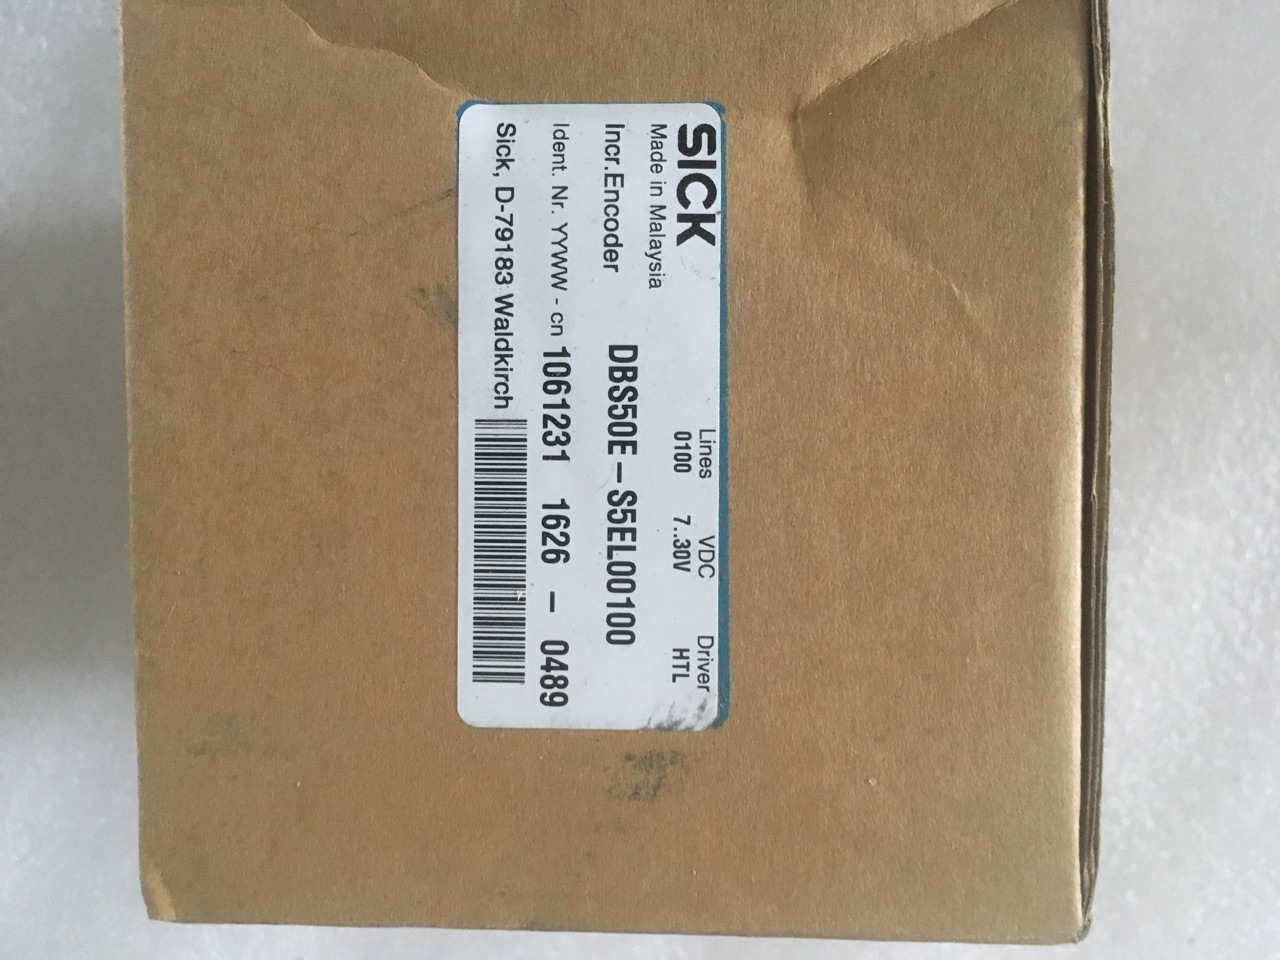 SICK
Lines VDC Driver
Made in Malaysia 0100 7..30V HTL
Incr.Encoder DBS50E-S5EL00100
Ident. Nr. YYWW - cn 1061231 1626 - 0489
Sick, D-79183 Waldkirch